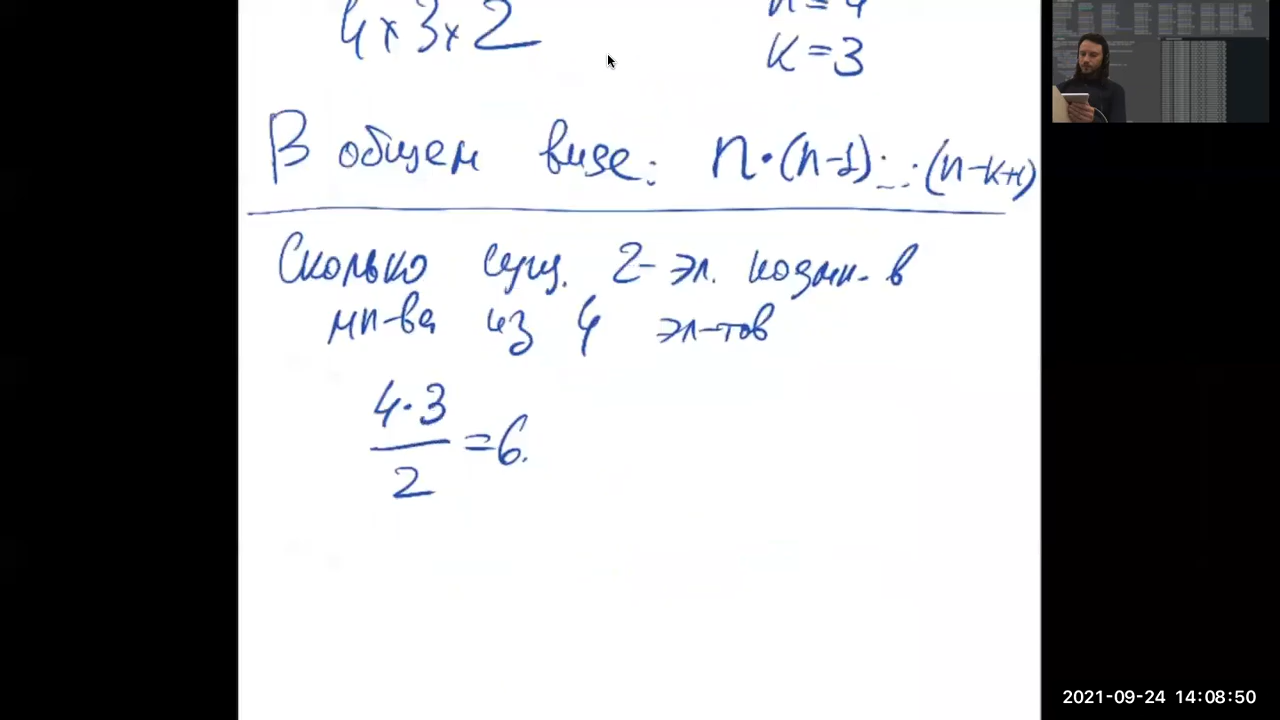 4×3×2
n=4
k=3
В общем виде: n·(n-1)·...·(n-k+1)
Сколько сущ. 2-эл. подмн-в
мн-ва из 4 эл-тов
4·3
2
=6.
2021-09-24 14:08:50